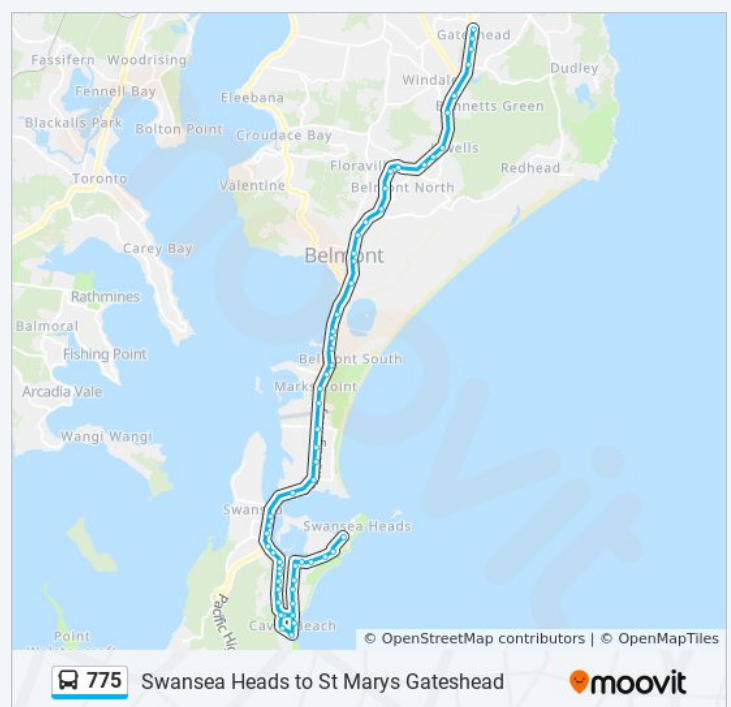 Gateshead
Fassifern
Woodrising
Dudley
Windale
Fennell Bay
Eleebana
Bennetts Green
Blackalls Park
Bolton Point
Croudace Bay
Floraville
Redhead
Toronto
Valentine
Belmont North
Carey Bay
Belmont
Rathmines
Balmoral
Fishing Point
Belmont South
Marks Point
Arcadia Vale
Wangi Wangi
Swansea
Swansea Heads
Pacific Hig
Caves Beach
Point
© OpenStreetMap contributors | © OpenMapTiles
775 Swansea Heads to St Marys Gateshead
moovit